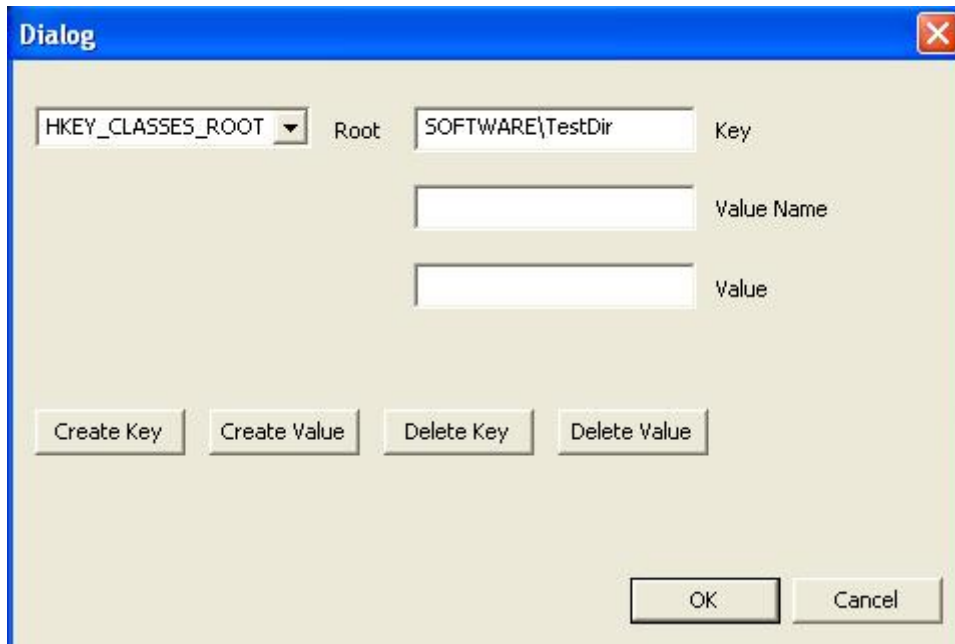 Dialog
HKEY_CLASSES_ROOT Root SOFTWARE\TestDir Key
Value Name
Value
Create Key Create Value Delete Key Delete Value
OK Cancel